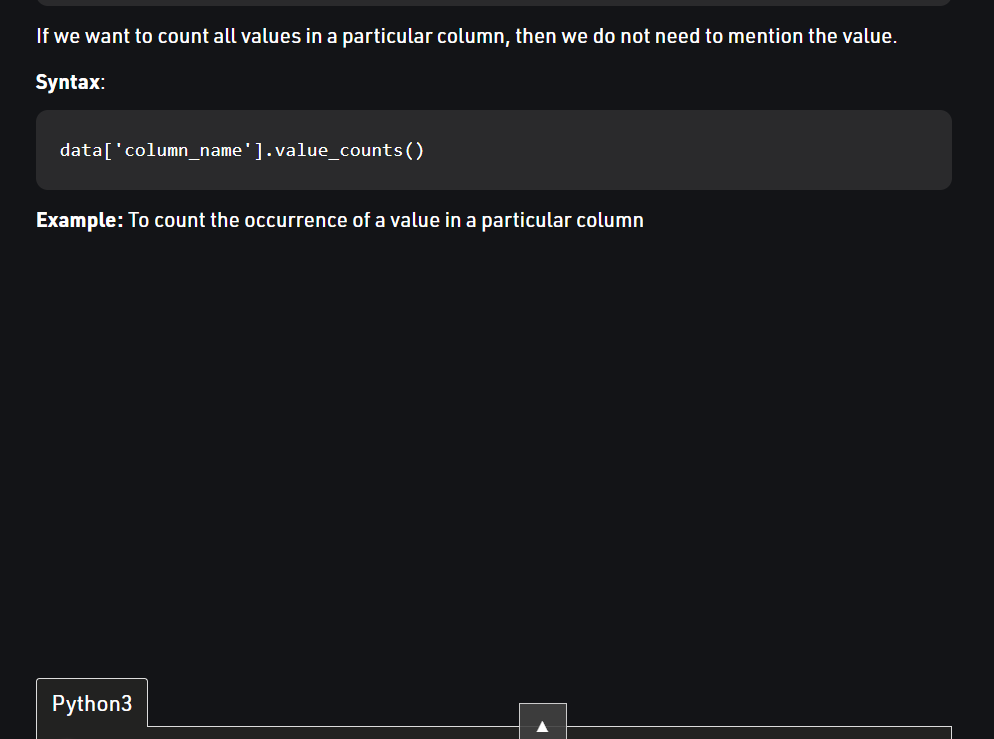 If we want to count all values in a particular column, then we do not need to mention the value.
Syntax:
data['column_name'].value_counts()
Example: To count the occurrence of a value in a particular column
Python3
▲